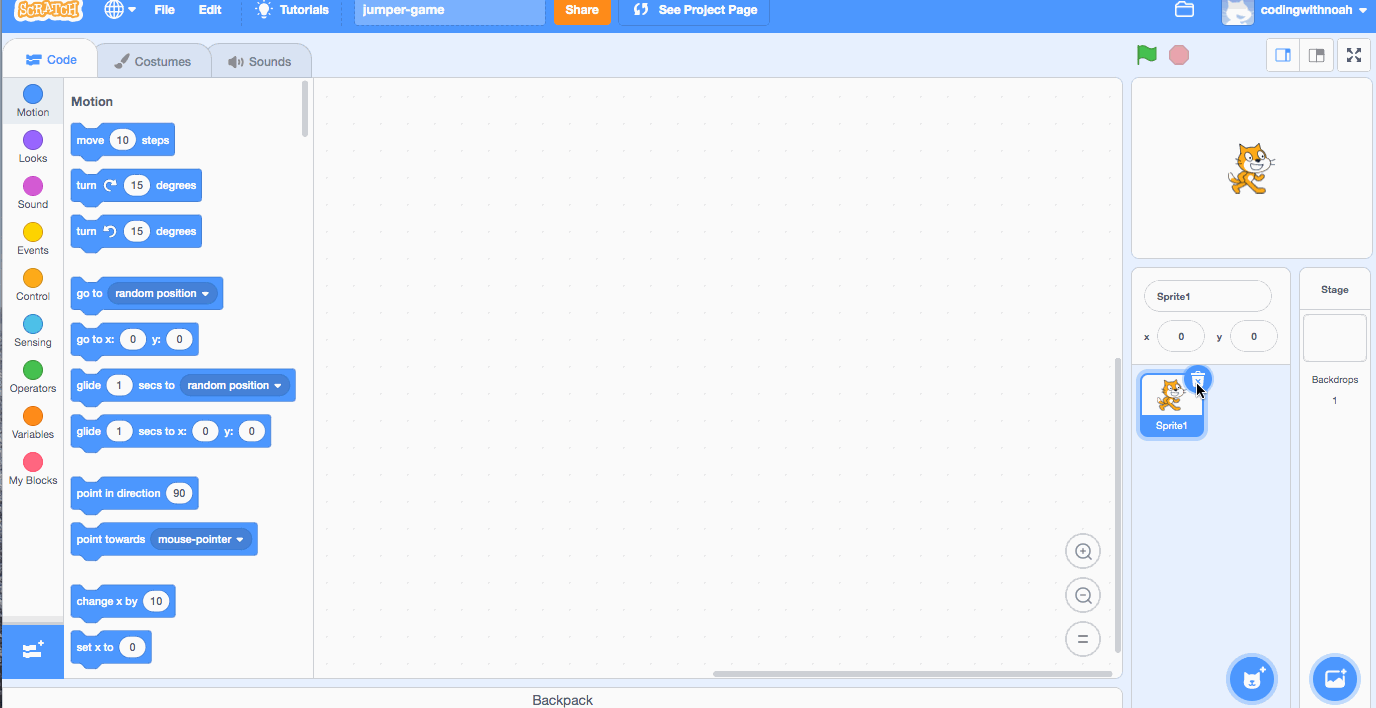 SCRATCH File Edit Tutorials jumper-game Share See Project Page codingwithnoah
Code Costumes Sounds
Motion
Looks
Sound
Events
Control
Sensing
Operators
Variables
My Blocks
Motion
move 10 steps
turn 15 degrees
turn 15 degrees
go to random position
go to x: 0 y: 0
glide 1 secs to random position
glide 1 secs to x: 0 y: 0
point in direction 90
point towards mouse-pointer
change x by 10
set x to 0
Backpack
Sprite1
x 0 y 0
Sprite1
Stage
Backdrops
1